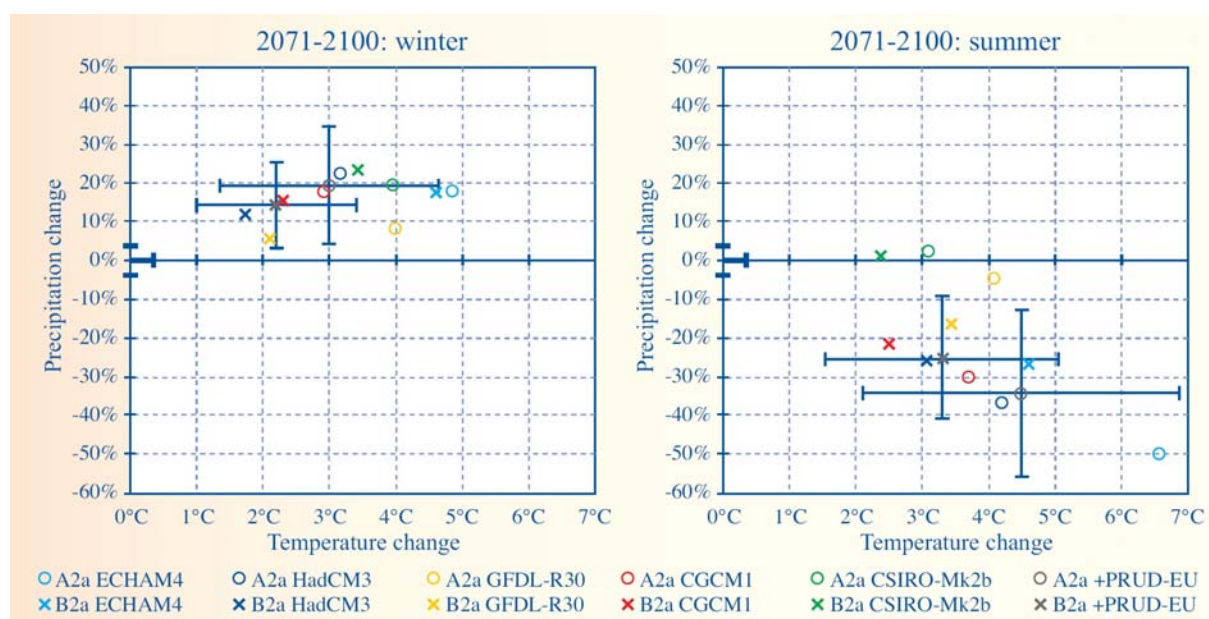 2071-2100: winter
50%
40%
30%
20%
10%
0%
-10%
-20%
-30%
-40%
-50%
-60%
Precipitation change
0°C 1°C 2°C 3°C 4°C 5°C 6°C 7°C
Temperature change
2071-2100: summer
50%
40%
30%
20%
10%
0%
-10%
-20%
-30%
-40%
-50%
-60%
Precipitation change
0°C 1°C 2°C 3°C 4°C 5°C 6°C 7°C
Temperature change
A2a ECHAM4 A2a HadCM3 A2a GFDL-R30 A2a CGCM1 A2a CSIRO-Mk2b A2a +PRUD-EU
B2a ECHAM4 B2a HadCM3 B2a GFDL-R30 B2a CGCM1 B2a CSIRO-Mk2b B2a +PRUD-EU